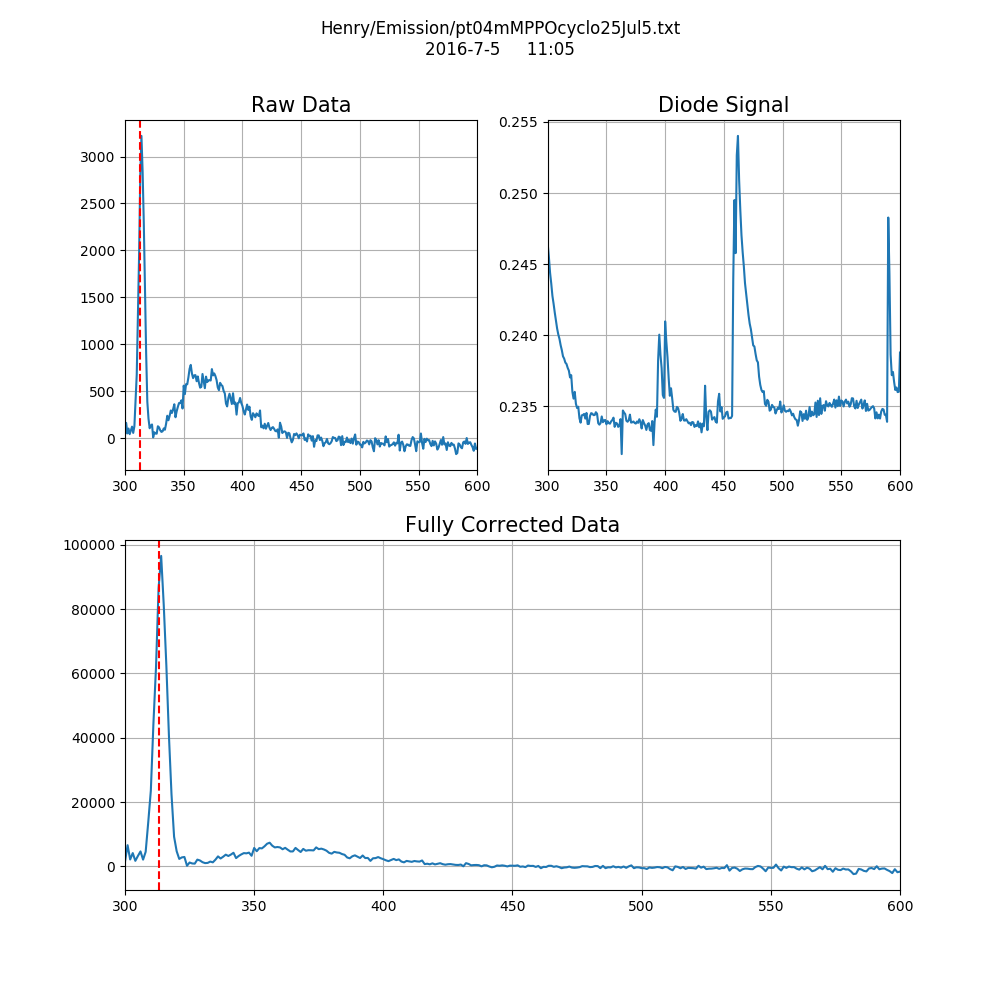 Henry/Emission/pt04mMPPOcyclo25Jul5.txt
2016-7-5 11:05
Raw Data
3000
2500
2000
1500
1000
500
0
300 350 400 450 500 550 600
Diode Signal
0.255
0.250
0.245
0.240
0.235
300 350 400 450 500 550 600
Fully Corrected Data
100000
80000
60000
40000
20000
0
300 350 400 450 500 550 600